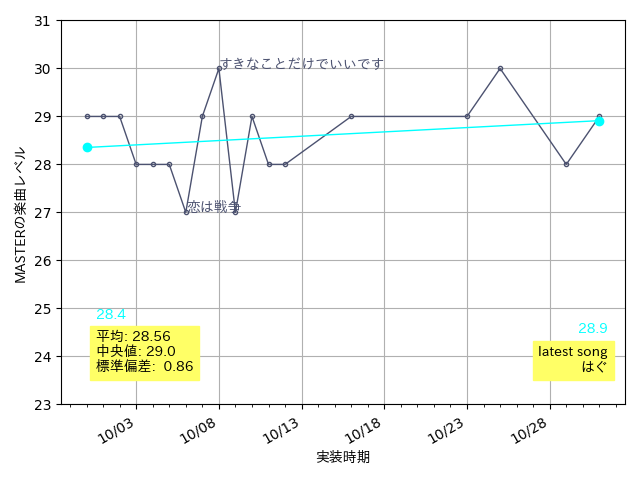 31
30
29
28
27
26
25
24
23
MASTERの楽曲レベル
すきなことだけでいいです
恋は戦争
28.4
平均: 28.56
中央値: 29.0
標準偏差: 0.86
28.9
latest song
はぐ
10/03
10/08
10/13
10/18
10/23
10/28
実装時期